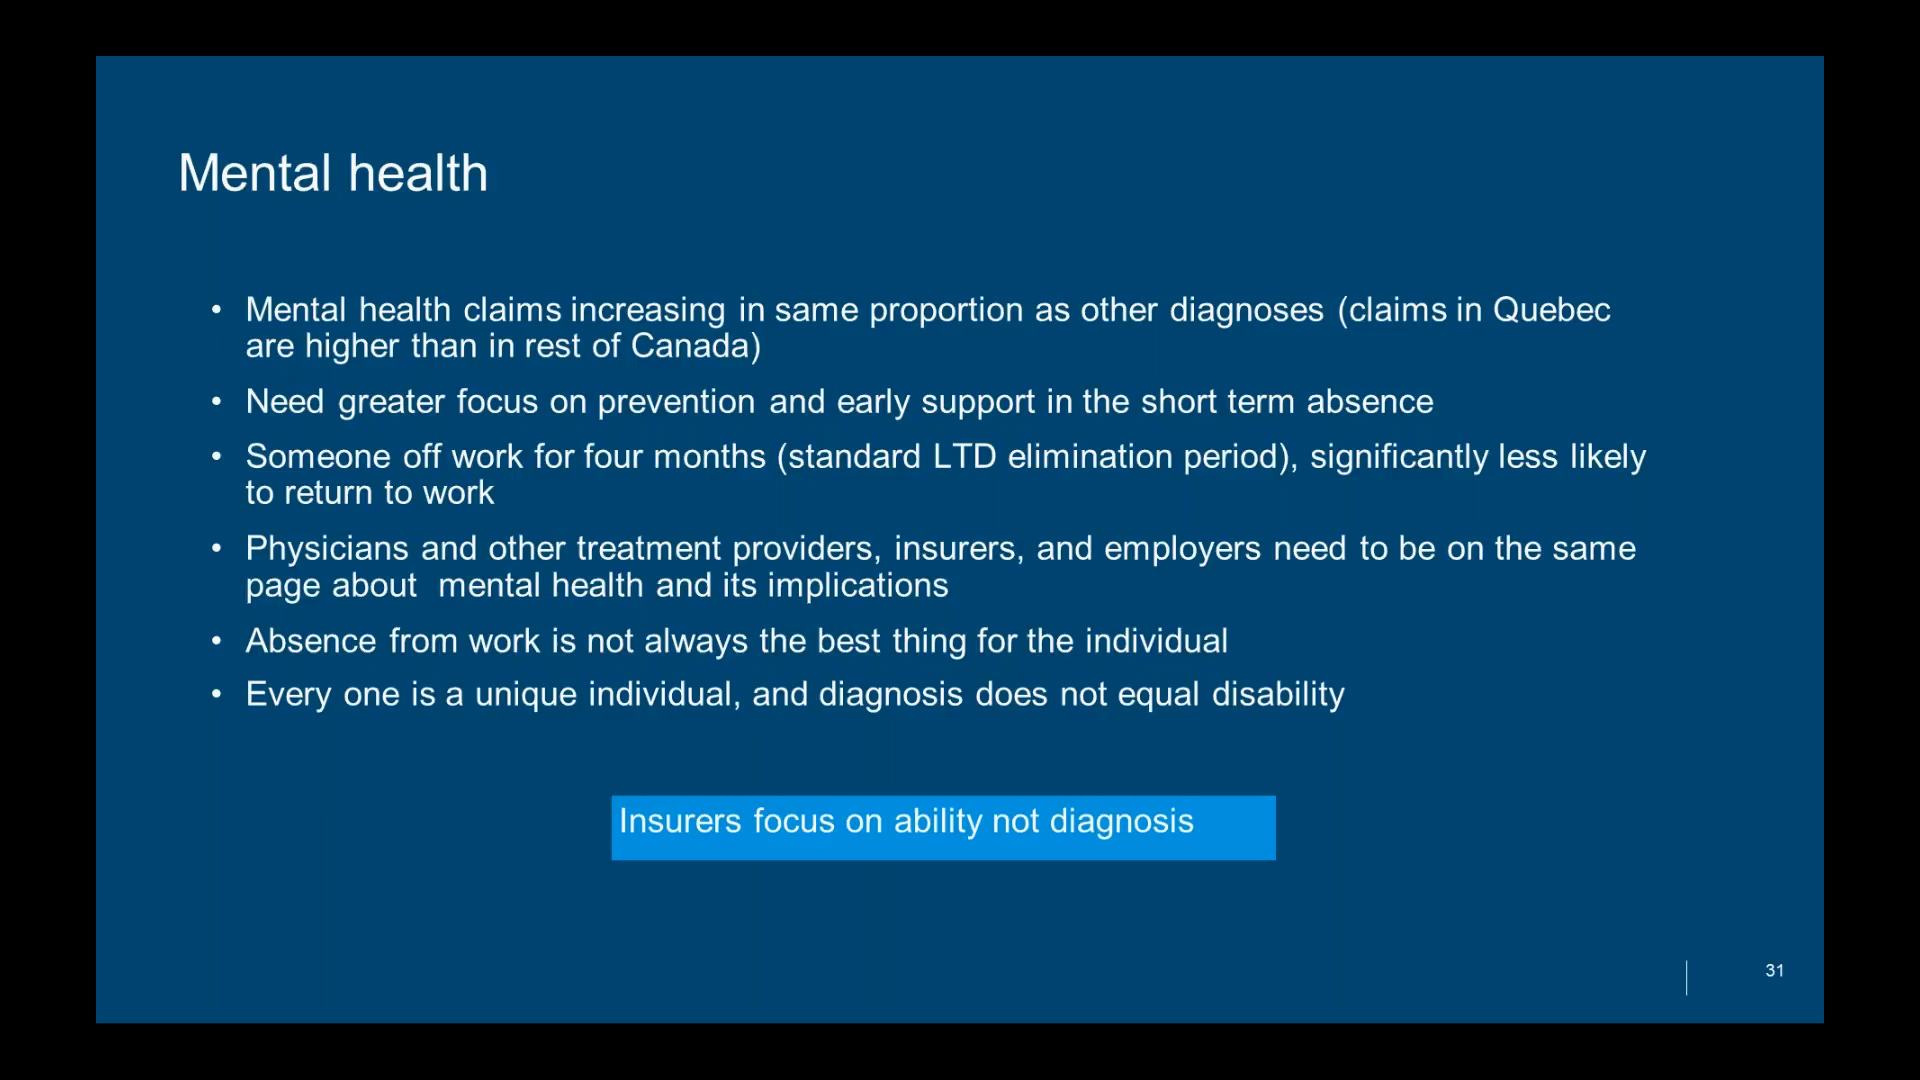 Mental health
• Mental health claims increasing in same proportion as other diagnoses (claims in Quebec
are higher than in rest of Canada)
• Need greater focus on prevention and early support in the short term absence
• Someone off work for four months (standard LTD elimination period), significantly less likely
to return to work
• Physicians and other treatment providers, insurers, and employers need to be on the same
page about  mental health and its implications
• Absence from work is not always the best thing for the individual
• Every one is a unique individual, and diagnosis does not equal disability
Insurers focus on ability not diagnosis
31